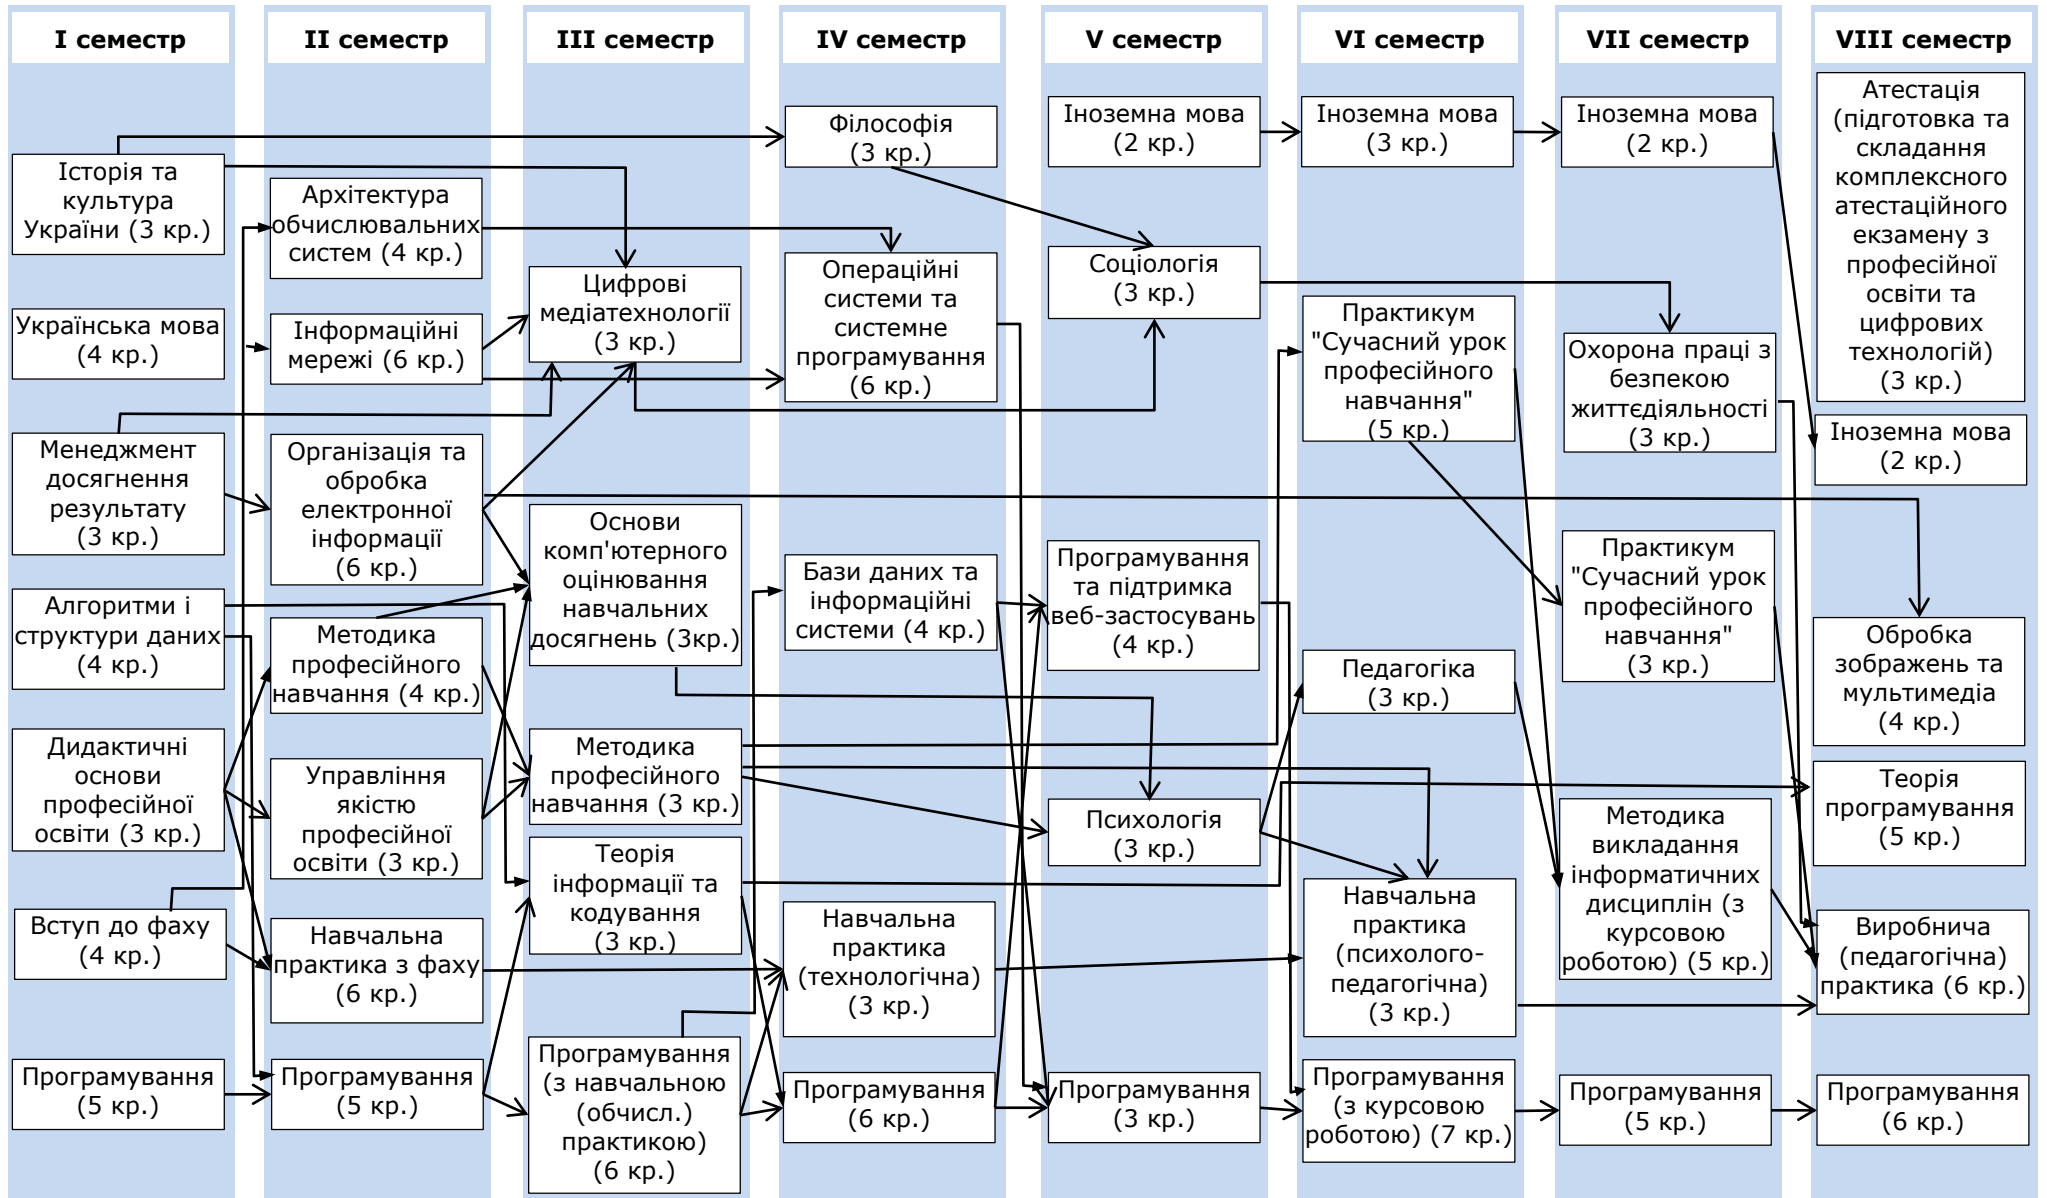 I семестр
II семестр
III семестр
IV семестр
V семестр
VI семестр
VII семестр
VIII семестр
Історія та
культура
України (3 кр.)
Українська мова
(4 кр.)
Менеджмент
досягнення
результату
(3 кр.)
Алгоритми і
структури даних
(4 кр.)
Дидактичні
основи
професійної
освіти (3 кр.)
Вступ до фаху
(4 кр.)
Програмування
(5 кр.)
Архітектура
обчислювальних
систем (4 кр.)
Інформаційні
мережі (6 кр.)
Організація та
обробка
електронної
інформації
(6 кр.)
Методика
професійного
навчання (4 кр.)
Управління
якістю
професійної
освіти (3 кр.)
Навчальна
практика з фаху
(6 кр.)
Програмування
(5 кр.)
Цифрові
медіатехнології
(3 кр.)
Основи
комп'ютерного
оцінювання
навчальних
досягнень (3кр.)
Методика
професійного
навчання (3 кр.)
Теорія
інформації та
кодування
(3 кр.)
Програмування
(з навчальною
(обчисл.)
практикою)
(6 кр.)
Філософія
(3 кр.)
Операційні
системи та
системне
програмування
(6 кр.)
Бази даних та
інформаційні
системи (4 кр.)
Навчальна
практика
(технологічна)
(3 кр.)
Програмування
(6 кр.)
Іноземна мова
(2 кр.)
Соціологія
(3 кр.)
Програмування
та підтримка
веб-застосувань
(4 кр.)
Психологія
(3 кр.)
Програмування
(3 кр.)
Іноземна мова
(3 кр.)
Практикум
"Сучасний урок
професійного
навчання"
(5 кр.)
Педагогіка
(3 кр.)
Навчальна
практика
(психолого-
педагогічна)
(3 кр.)
Програмування
(з курсовою
роботою) (7 кр.)
Іноземна мова
(2 кр.)
Охорона праці з
безпекою
життєдіяльності
(3 кр.)
Практикум
"Сучасний урок
професійного
навчання"
(3 кр.)
Методика
викладання
інформатичних
дисциплін (з
курсовою
роботою) (5 кр.)
Програмування
(5 кр.)
Атестація
(підготовка та
складання
комплексного
атестаційного
екзамену з
професійної
освіти та
цифрових
технологій)
(3 кр.)
Іноземна мова
(2 кр.)
Обробка
зображень та
мультимедіа
(4 кр.)
Теорія
програмування
(5 кр.)
Виробнича
(педагогічна)
практика (6 кр.)
Програмування
(6 кр.)